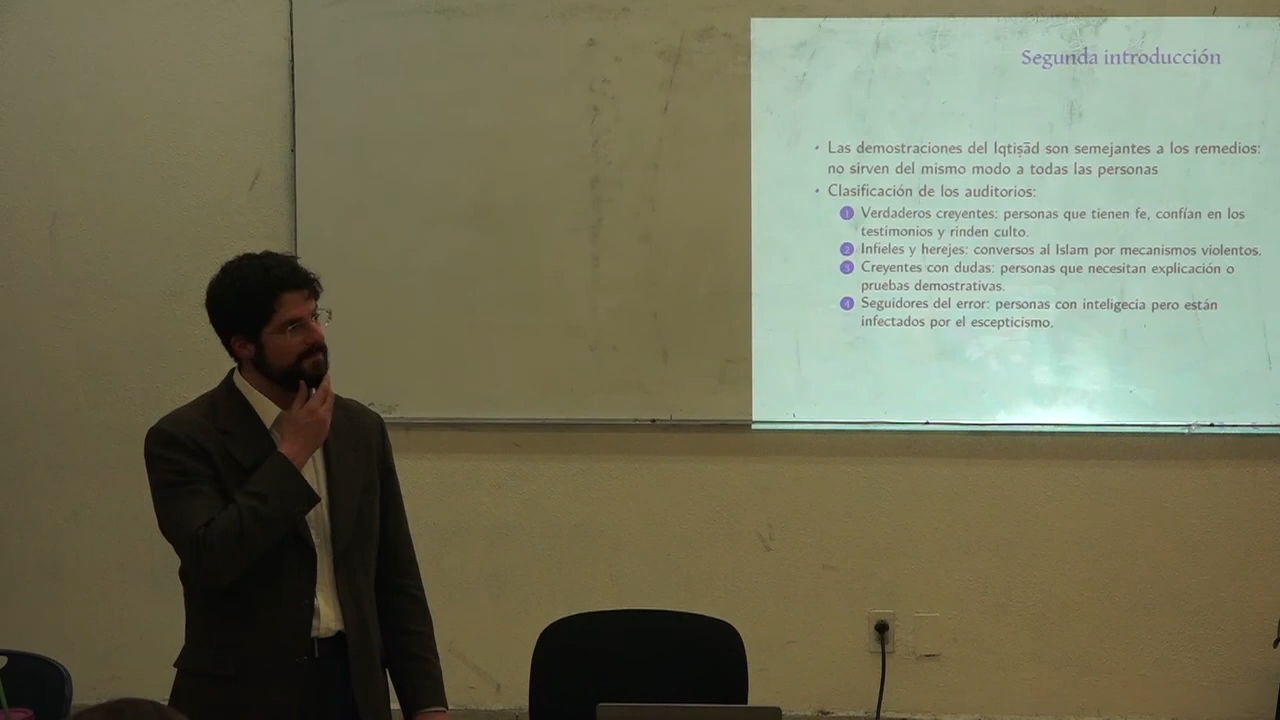 Segunda introducción
• Las demostraciones del Iqtiṣād son semejantes a los remedios:
no sirven del mismo modo a todas las personas
• Clasificación de los auditorios:
1 Verdaderos creyentes: personas que tienen fe, confían en los
testimonios y rinden culto.
2 Infieles y herejes: conversos al Islam por mecanismos violentos.
3 Creyentes con dudas: personas que necesitan explicación o
pruebas demostrativas.
4 Seguidores del error: personas con inteligecia pero están
infectados por el escepticismo.